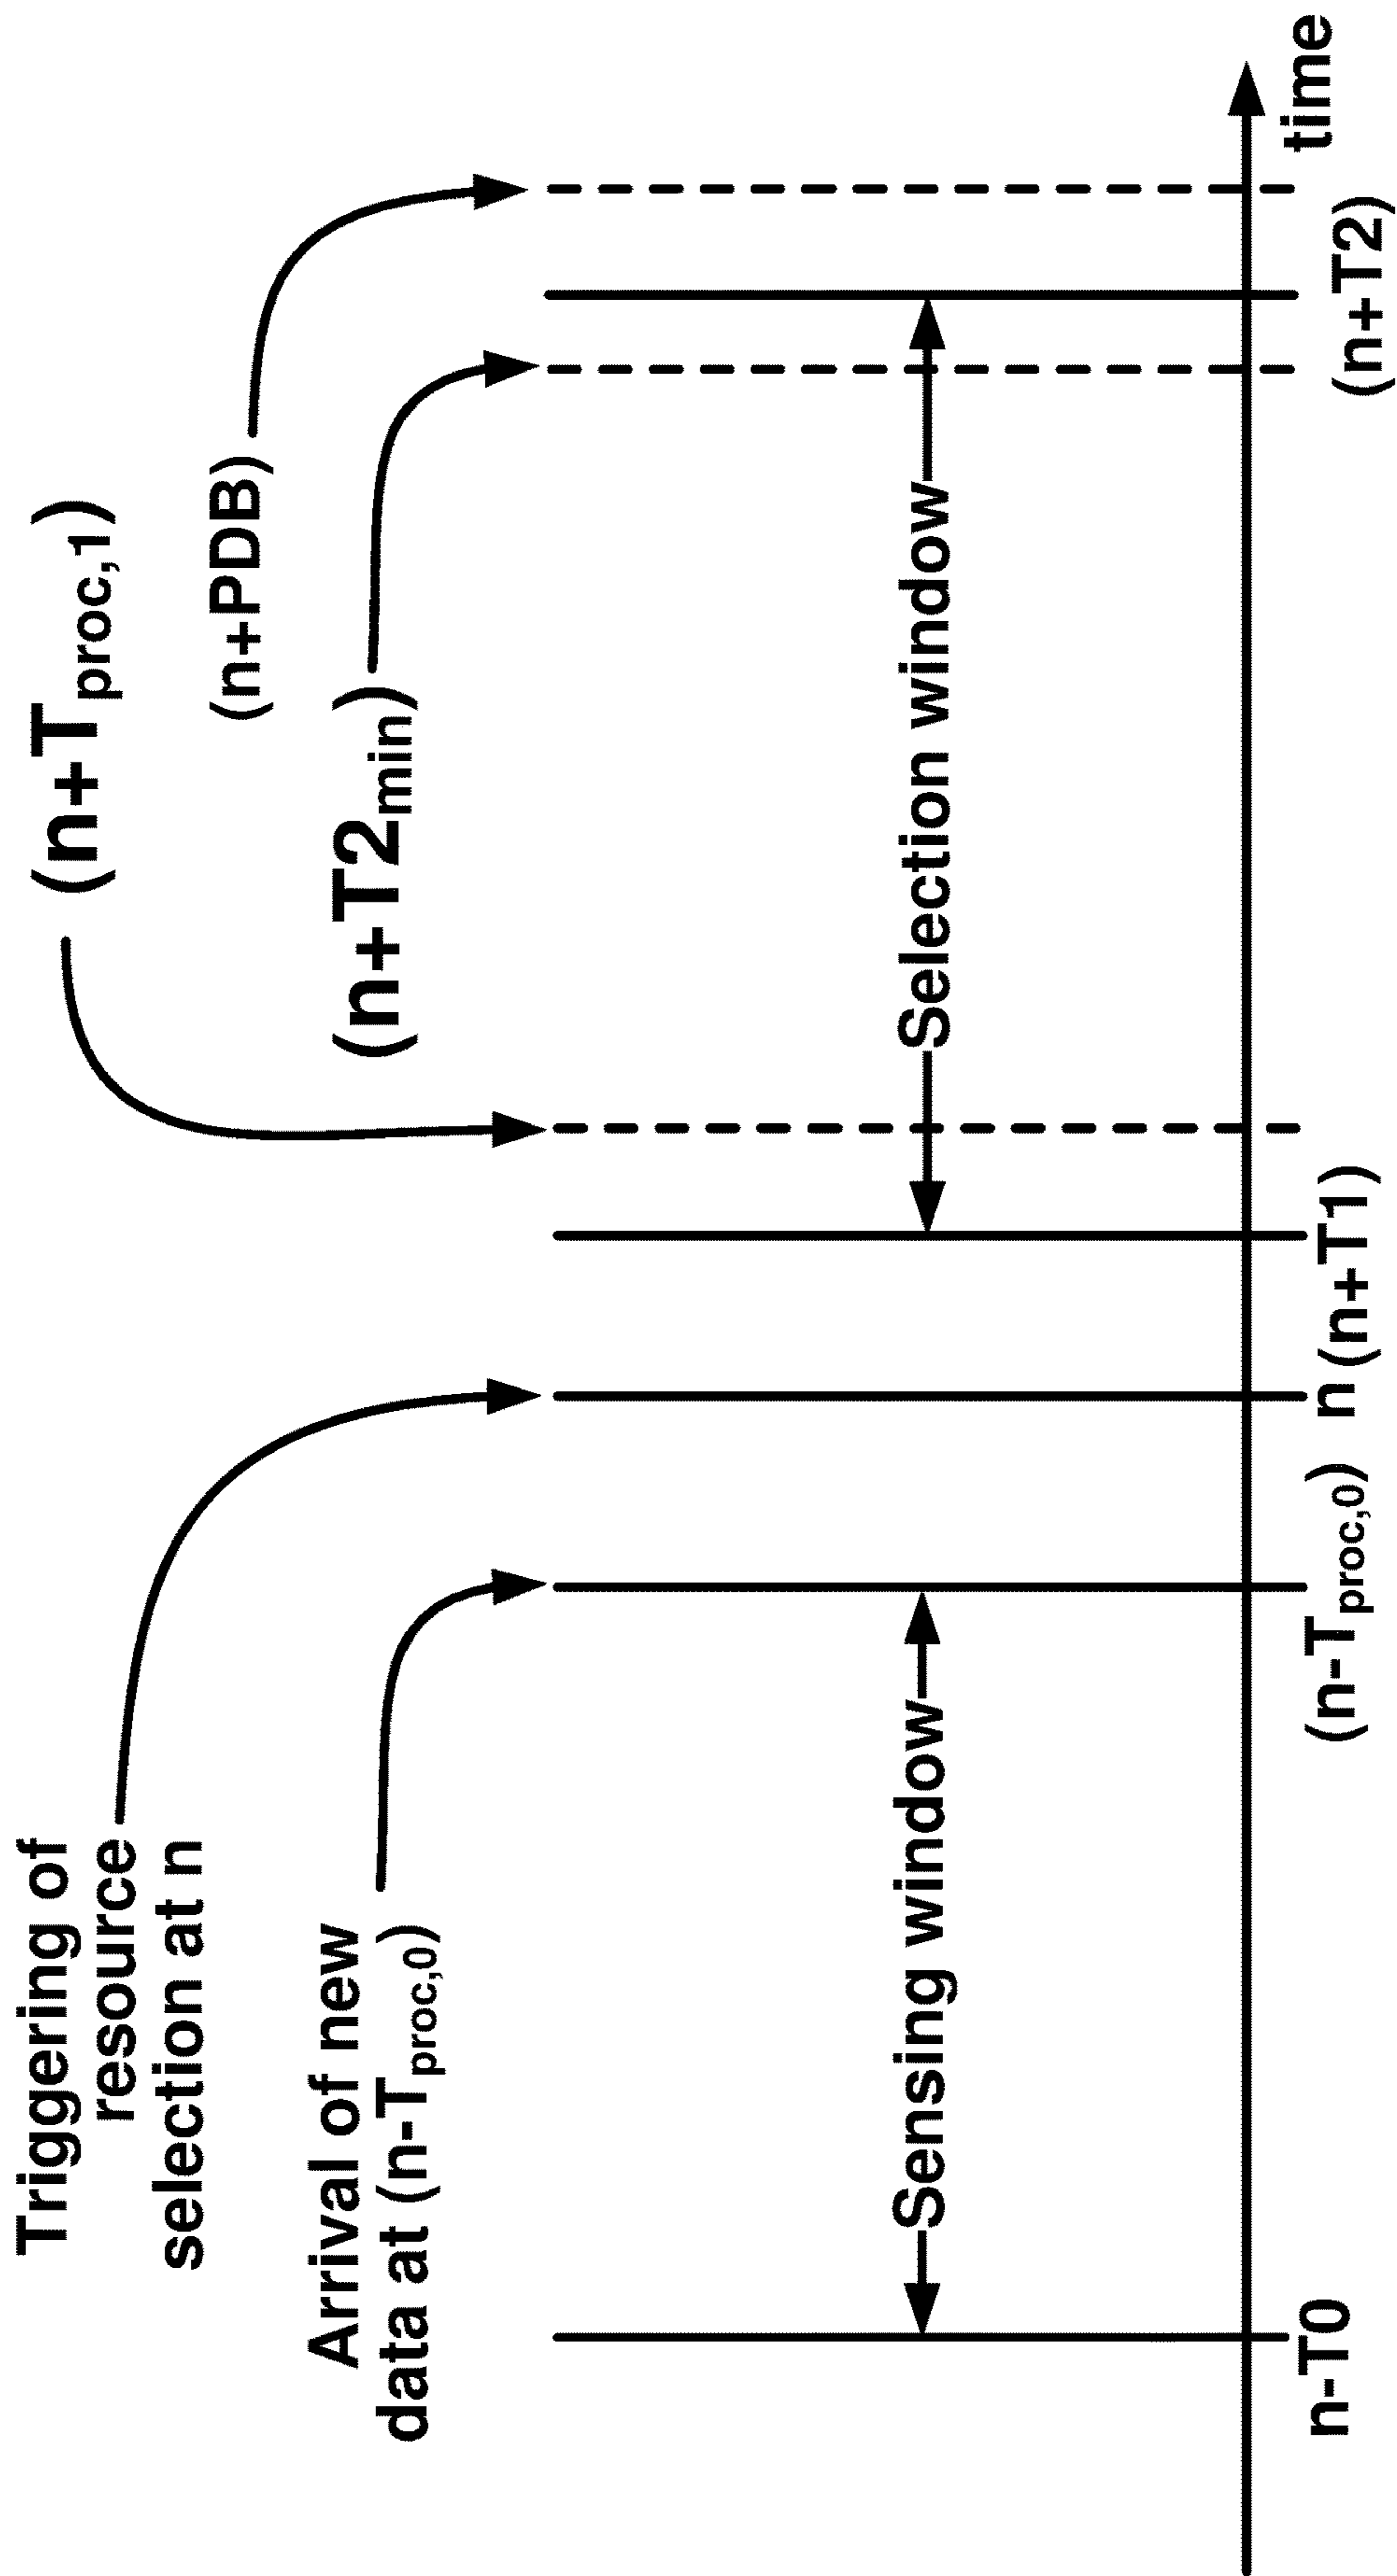 Triggering of
resource
selection at n
(n+Tproc,1)
(n+PDB)
Arrival of new
data at (n-Tproc,0)
(n+T2min)
Sensing window
Selection window
n-T0
(n-Tproc,0)
n
(n+T1)
(n+T2)
time